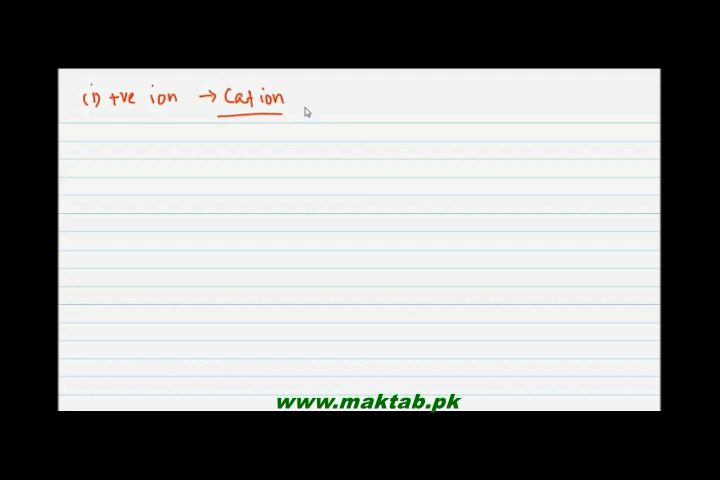 (i) +ve ion → Cation
www.maktab.pk